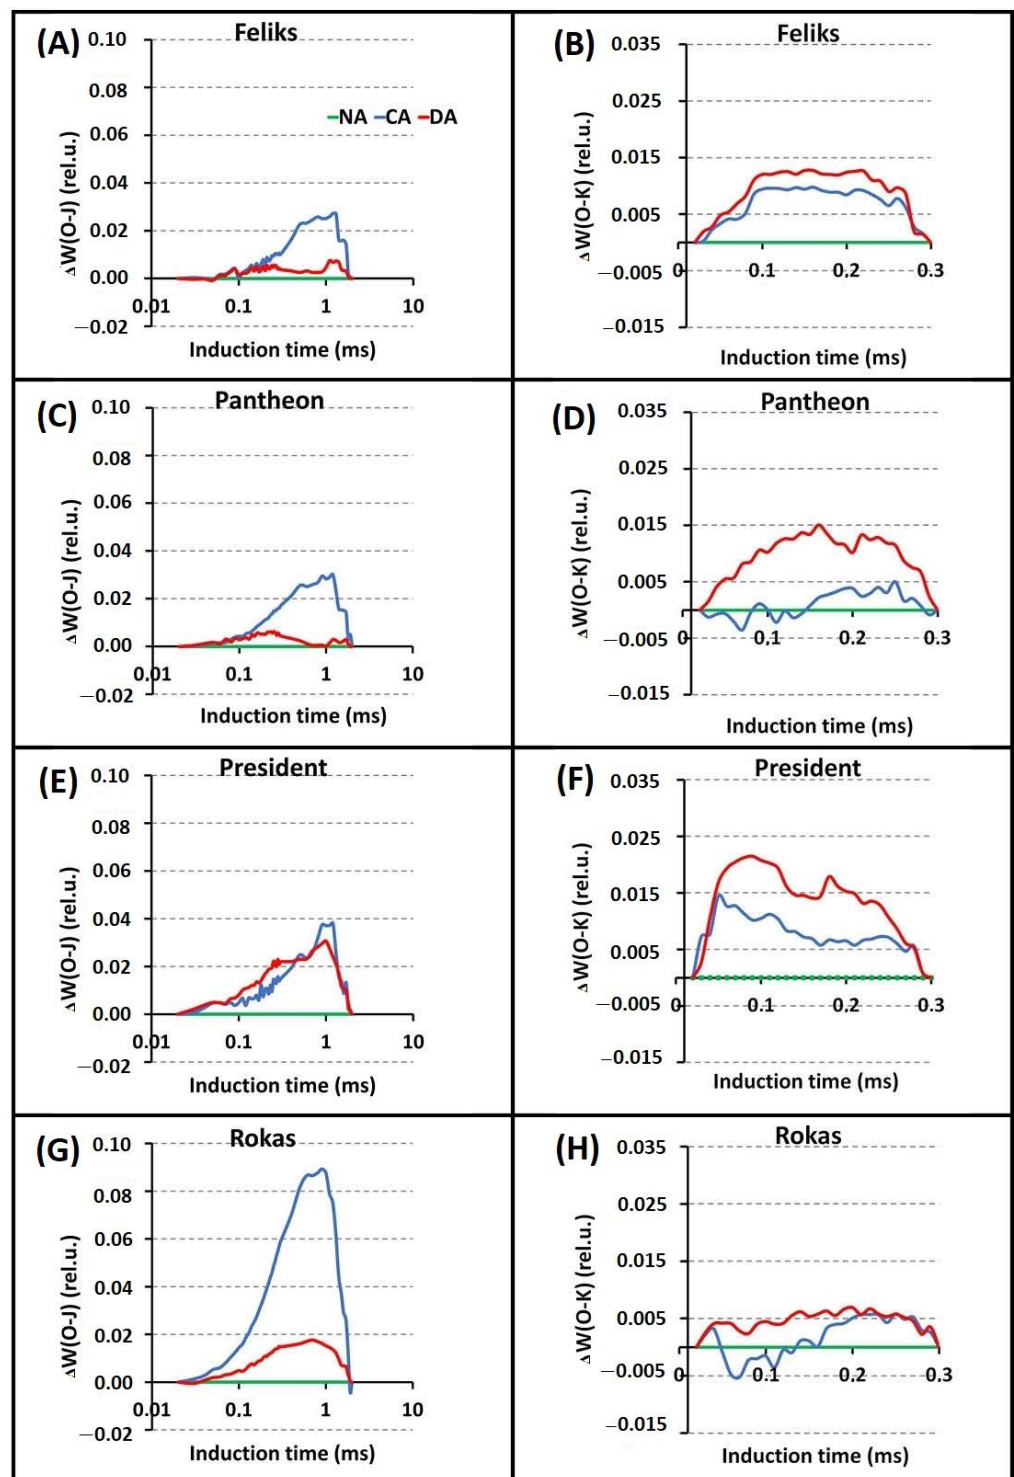 (A)
Feliks
0.10
0.08
0.06
0.04
0.02
0.00
−0.02
0.01 0.1 1 10
ΔW(O-J) (rel.u.)
Induction time (ms)
NA CA DA
(B)
Feliks
0.035
0.025
0.015
0.005
−0.005
−0.015
0 0.1 0,2 0.3
ΔW(O-K) (rel.u.)
Induction time (ms)
(C)
Pantheon
0.10
0.08
0.06
0.04
0.02
0.00
−0.02
0.01 0.1 1 10
ΔW(O-J) (rel.u.)
Induction time (ms)
(D)
Pantheon
0.035
0.025
0.015
0.005
−0.005
−0.015
0 0.1 0.2 0.3
ΔW(O-K) (rel.u.)
Induction time (ms)
(E)
President
0.10
0.08
0.06
0.04
0.02
0.00
−0.02
0.01 0.1 1 10
ΔW(O-J) (rel.u.)
Induction time (ms)
(F)
President
0.035
0.025
0.015
0.005
−0.005
−0.015
0 0.1 0.2 0.3
ΔW(O-K) (rel.u.)
Induction time (ms)
(G)
Rokas
0.10
0.08
0.06
0.04
0.02
0.00
−0.02
0.01 0.1 1 10
ΔW(O-J) (rel.u.)
Induction time (ms)
(H)
Rokas
0.035
0.025
0.015
0.005
−0.005
−0.015
0 0.1 0.2 0.3
ΔW(O-K) (rel.u.)
Induction time (ms)